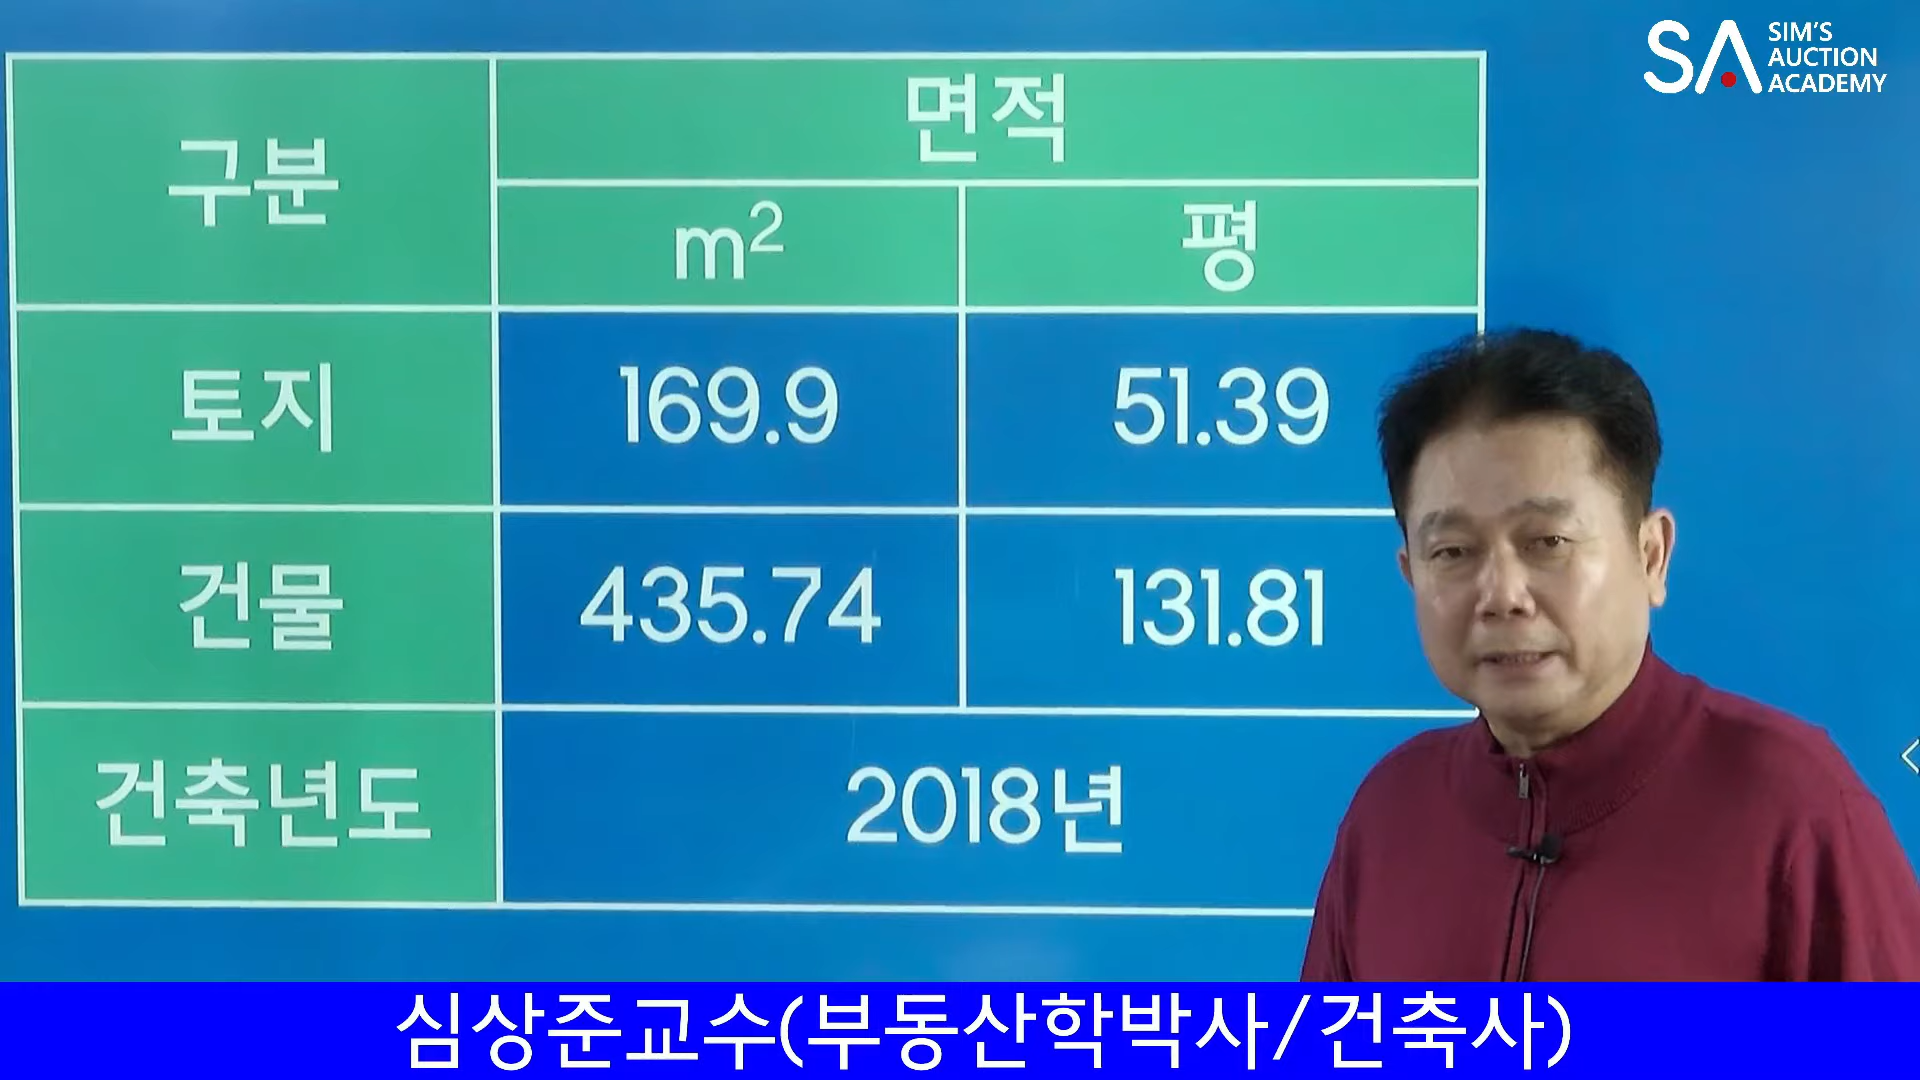 SA SIM'S
AUCTION
ACADEMY
구분 면적
m² 평
토지 169.9 51.39
건물 435.74 131.81
건축년도 2018년
심상준교수(부동산학박사/건축사)